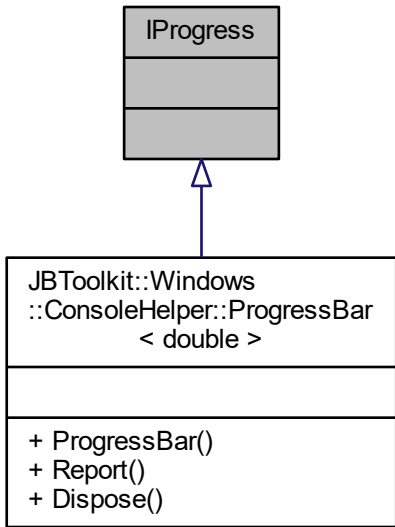 IProgress
JBToolkit::Windows
::ConsoleHelper::ProgressBar
< double >
+ ProgressBar()
+ Report()
+ Dispose()